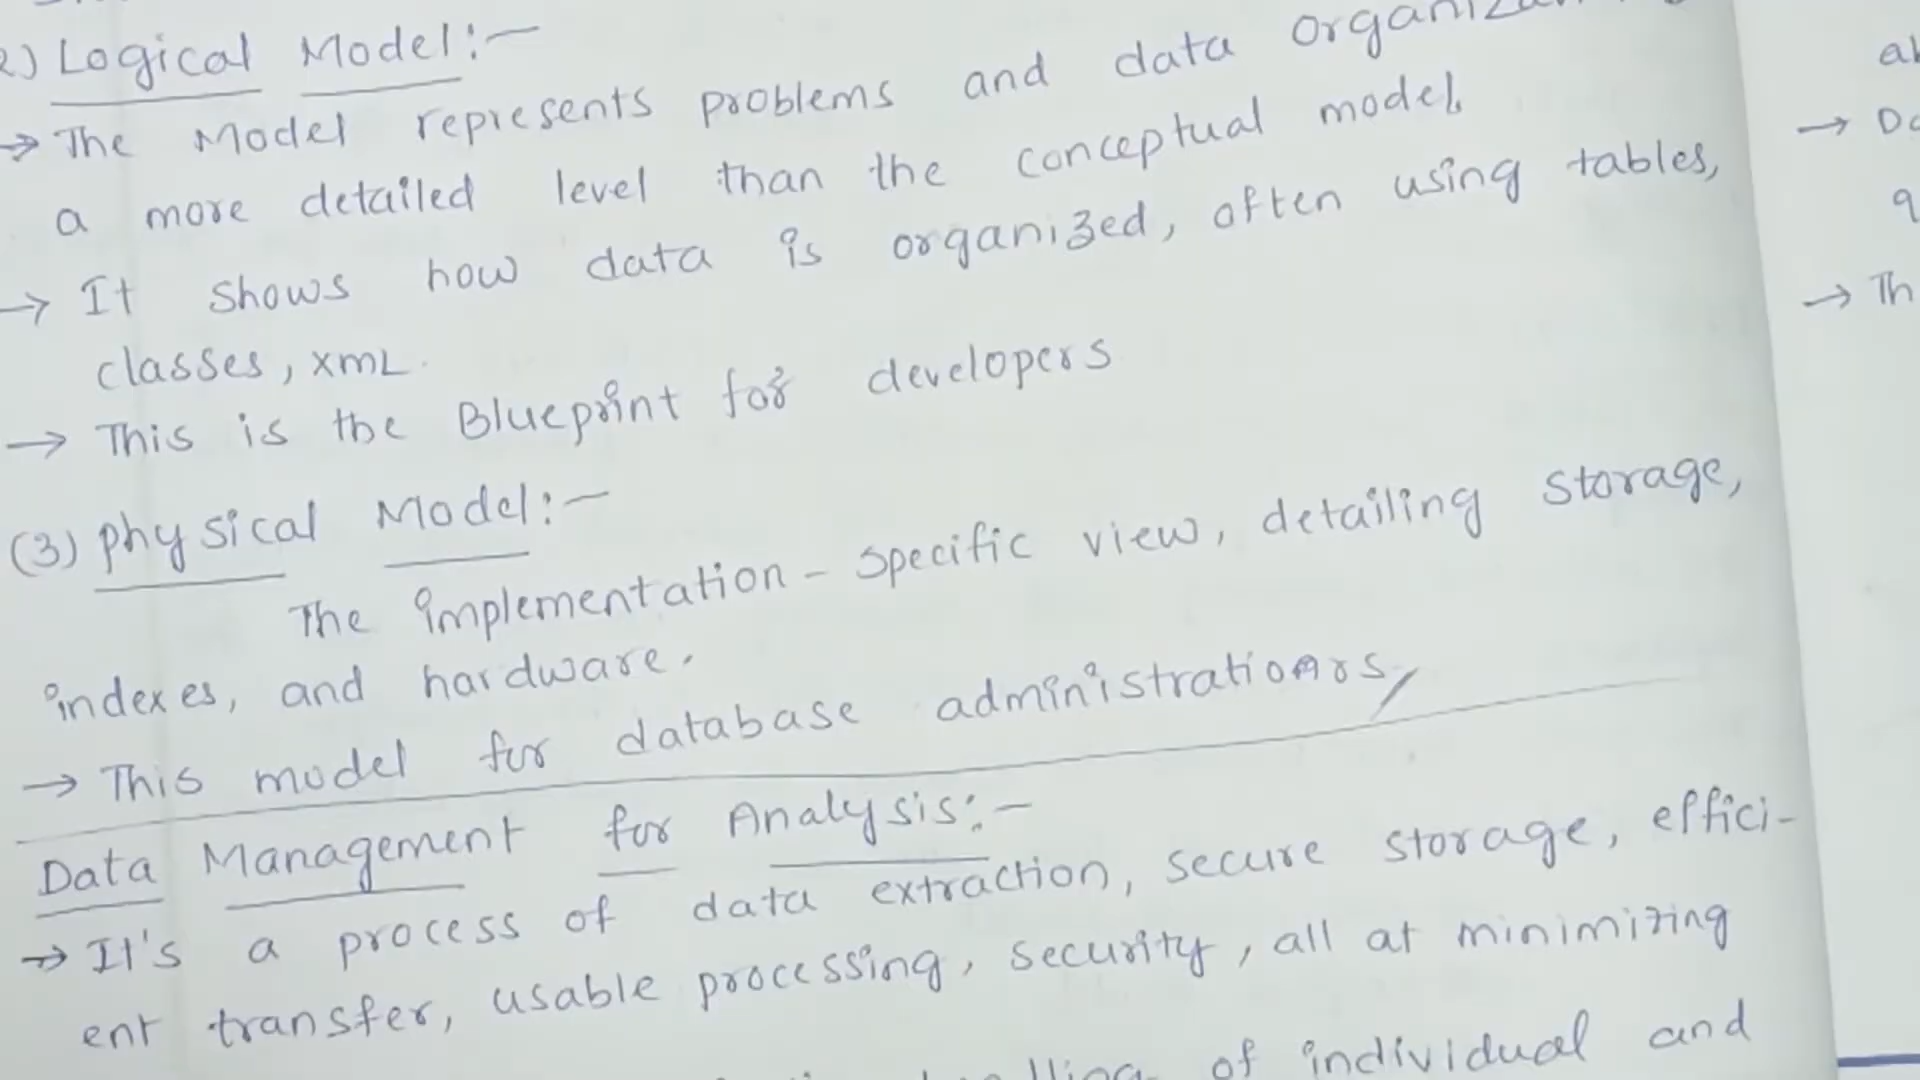 2) Logical Model:-
→ The Model represents problems and data
a more detailed level than the conceptual model.
→ It shows how data is organized, often using tables,
classes, xmL.
→ This is the Blueprint for developers
(3) physical Model:-
The implementation - specific view, detailing storage,
indexes, and hardware.
→ This model for database administrationrs
Data Management for Analysis:-
→ It's a process of data extraction, secure storage, effici-
ent transfer, usable processing, security, all at minimizing
of individual and
→
→ Th